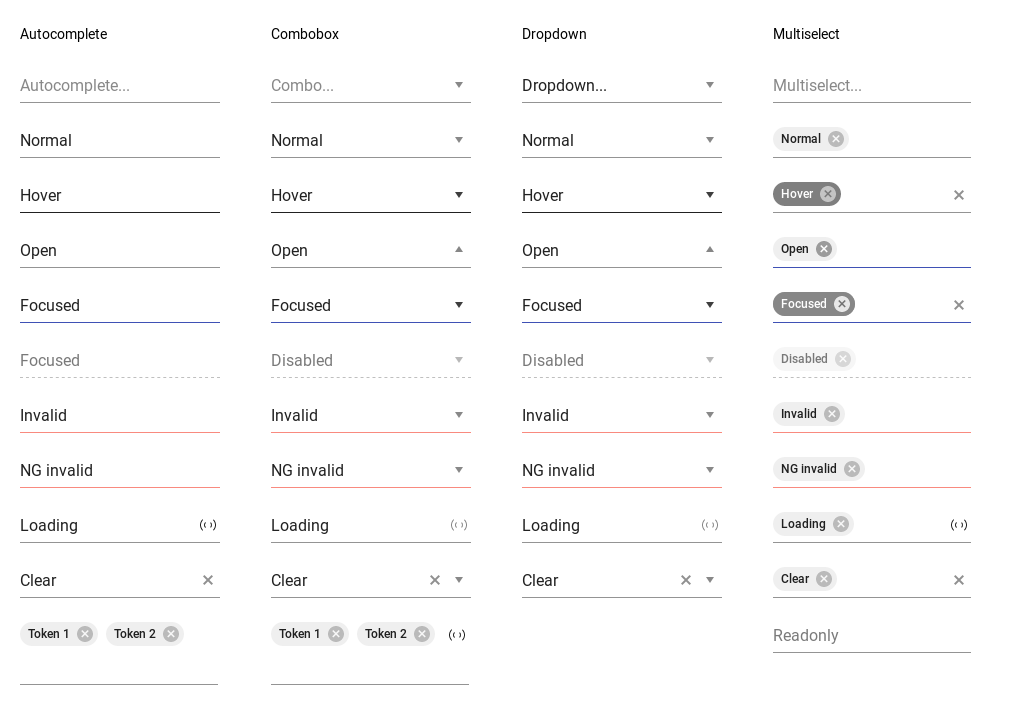 Autocomplete Combobox Dropdown Multiselect
Autocomplete... Combo... Dropdown... Multiselect...
Normal Normal Normal Normal
Hover Hover Hover Hover
Open Open Open Open
Focused Focused Focused Focused
Focused Disabled Disabled Disabled
Invalid Invalid Invalid Invalid
NG invalid NG invalid NG invalid NG invalid
Loading Loading Loading Loading
Clear Clear Clear Clear
Token 1 Token 2 Token 1 Token 2 Readonly